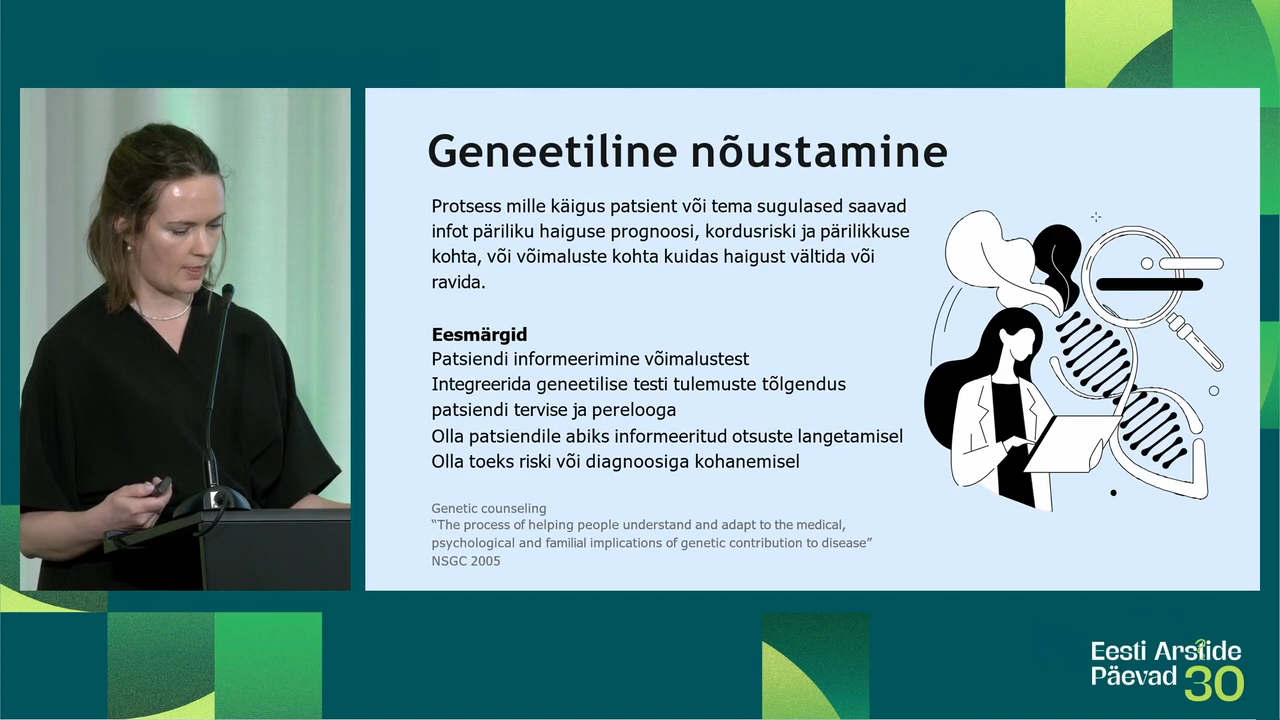 Geneetiline nõustamine
Protsess mille käigus patsient või tema sugulased saavad
infot päriliku haiguse prognoosi, kordusriski ja pärilikkuse
kohta, või võimaluste kohta kuidas haigust vältida või
ravida.
Eesmärgid
Patsiendi informeerimine võimalustest
Integreerida geneetilise testi tulemuste tõlgendus
patsiendi tervise ja perelooga
Olla patsiendile abiks informeeritud otsuste langetamisel
Olla toeks riski või diagnoosiga kohanemisel
Genetic counseling
“The process of helping people understand and adapt to the medical,
psychological and familial implications of genetic contribution to disease”
NSGC 2005
Eesti Arstide
Päevad 30